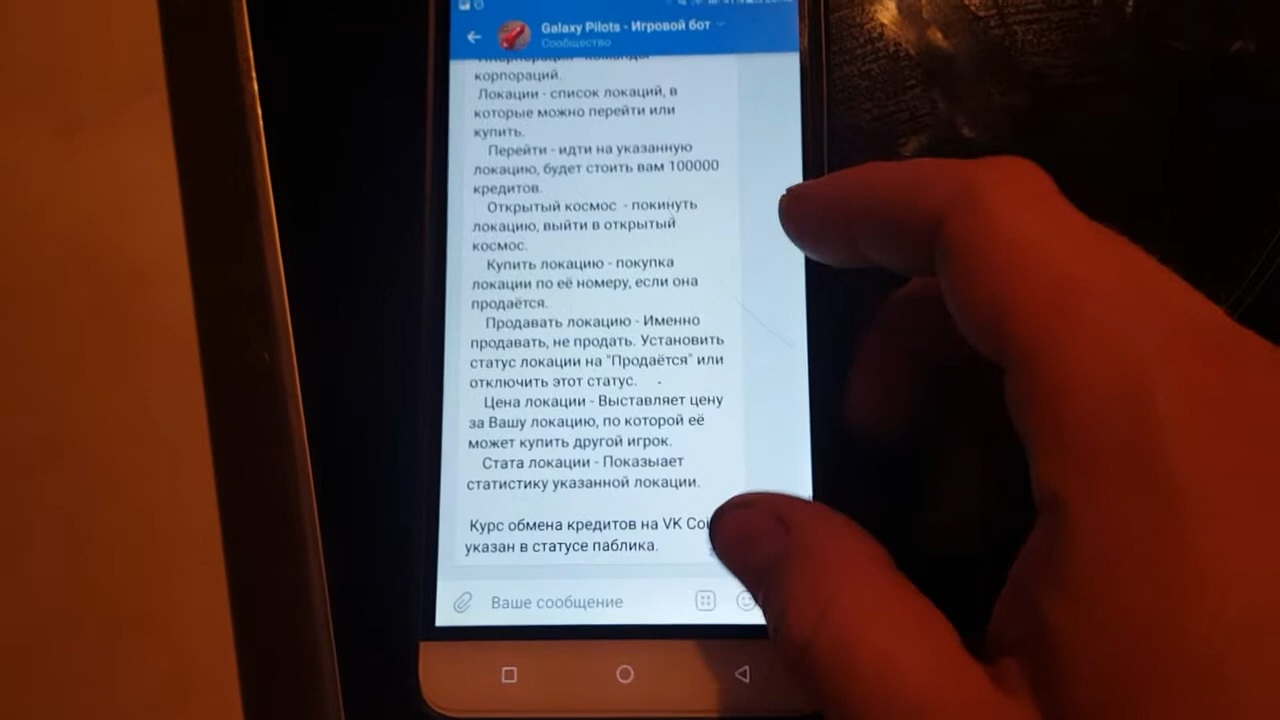 Galaxy Pilots - Игровой бот
Сообщество
корпораций.
Локации - список локаций, в
которые можно перейти или
купить.
Перейти - идти на указанную
локацию, будет стоить вам 100000
кредитов.
Открытый космос - покинуть
локацию, выйти в открытый
космос.
Купить локацию - покупка
локации по её номеру, если она
продаётся.
Продавать локацию - Именно
продавать, не продать. Установить
статус локации на "Продаётся" или
отключить этот статус.
Цена локации - Выставляет цену
за Вашу локацию, по которой её
может купить другой игрок.
Стата локации - Показыает
статистику указанной локации.
Курс обмена кредитов на VK Coi
указан в статусе паблика.
Ваше сообщение